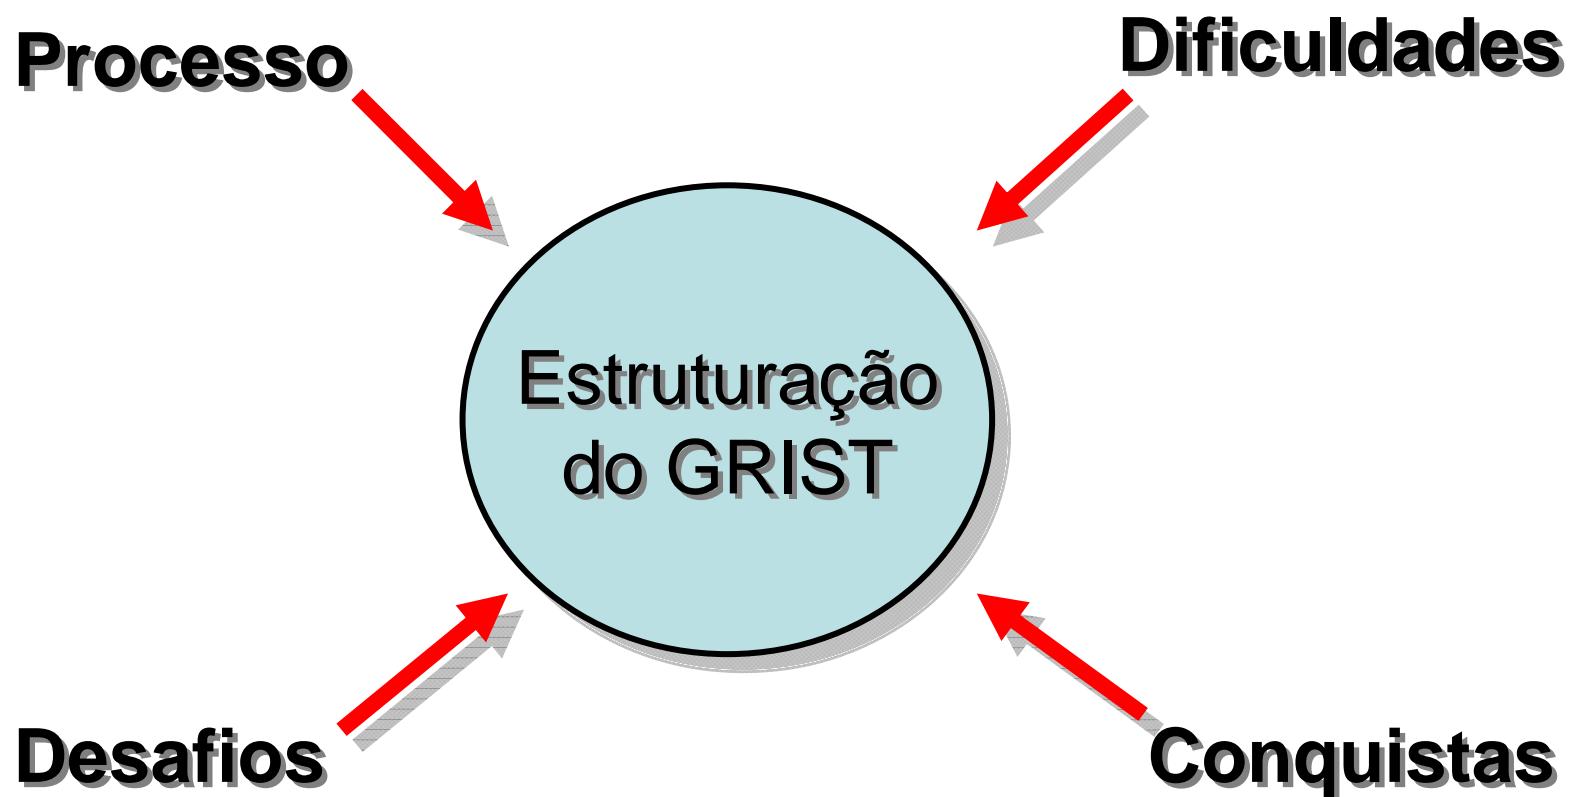 Processo
Dificuldades
Estruturação
do GRIST
Desafios
Conquistas